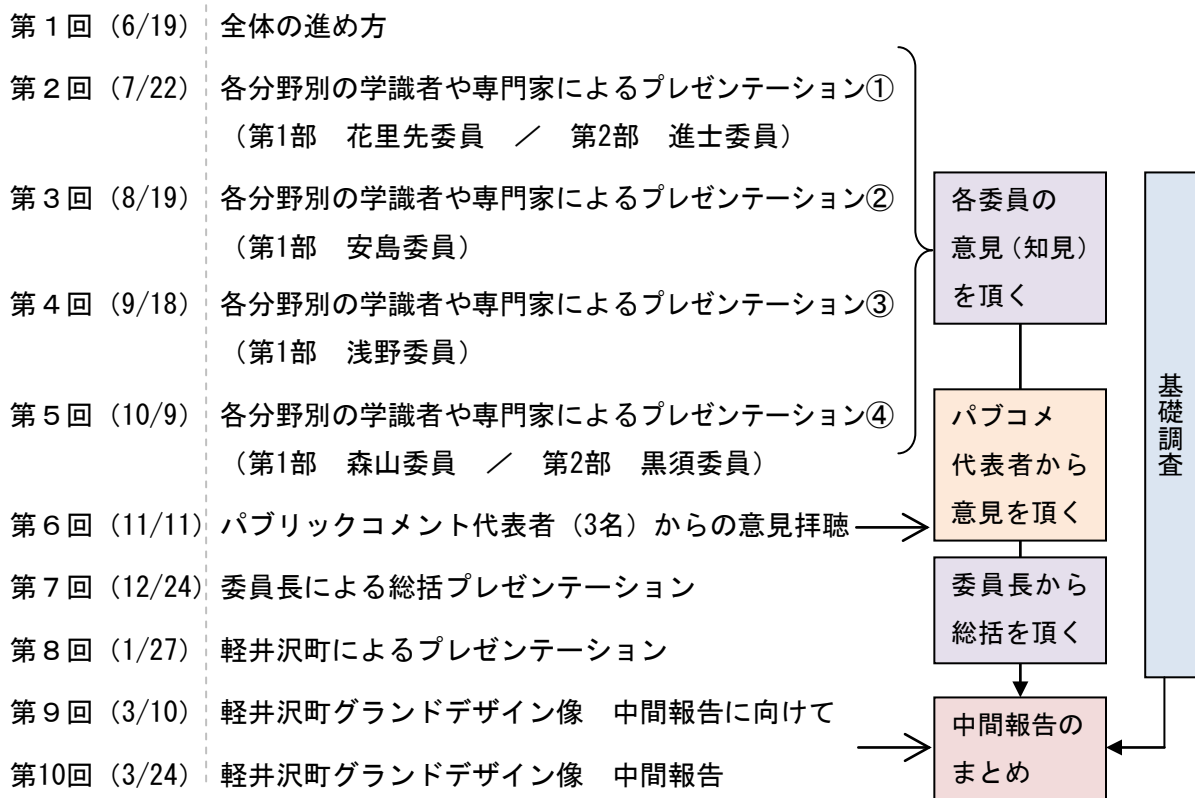 第１回（6/19） 全体の進め方
第２回（7/22） 各分野別の学識者や専門家によるプレゼンテーション①
（第1部　花里先委員　／　第2部　進士委員）
第３回（8/19） 各分野別の学識者や専門家によるプレゼンテーション②
（第1部　安島委員）
第４回（9/18） 各分野別の学識者や専門家によるプレゼンテーション③
（第1部　浅野委員）
第５回（10/9） 各分野別の学識者や専門家によるプレゼンテーション④
（第1部　森山委員　／　第2部　黒須委員）
第６回（11/11） パブリックコメント代表者（3名）からの意見拝聴
第７回（12/24） 委員長による総括プレゼンテーション
第８回（1/27） 軽井沢町によるプレゼンテーション
第９回（3/10） 軽井沢町グランドデザイン像　中間報告に向けて
第10回（3/24） 軽井沢町グランドデザイン像　中間報告
各委員の
意見（知見）
を頂く
パブコメ
代表者から
意見を頂く
委員長から
総括を頂く
中間報告の
まとめ
基礎調査